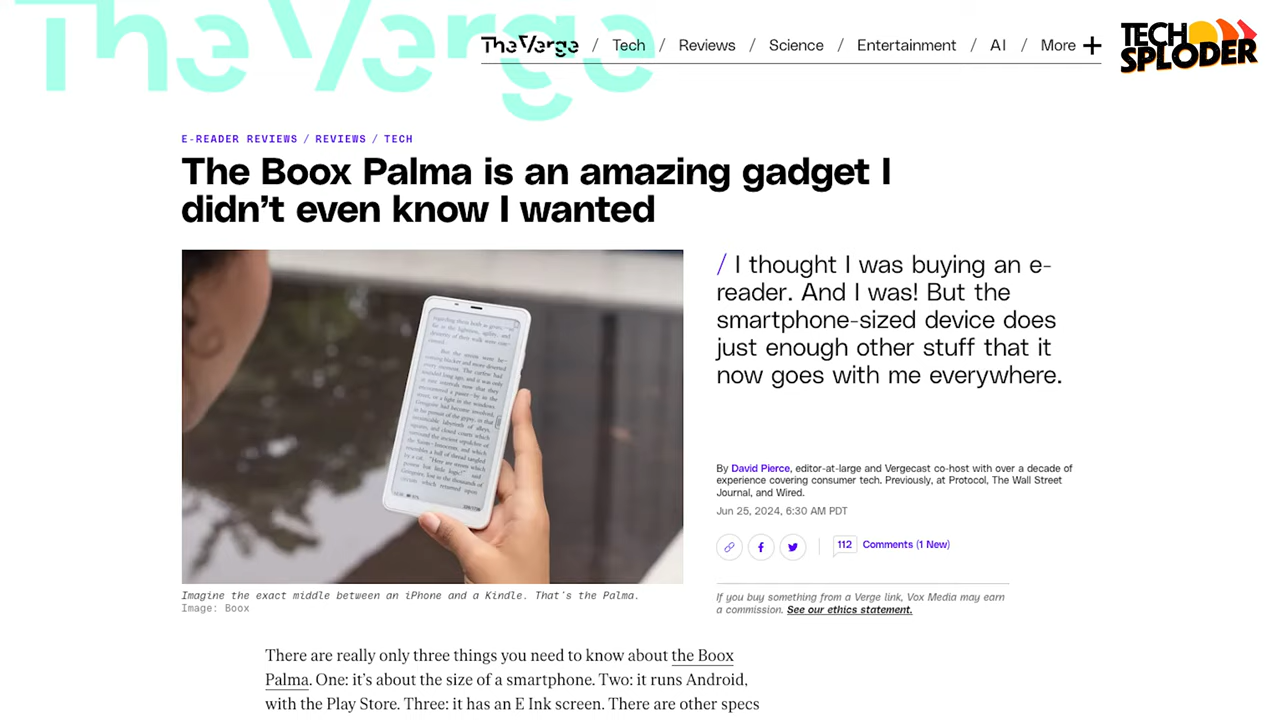 The Verge
The Verge / Tech / Reviews / Science / Entertainment / AI / More +
TECH
SPLODER
E-READER REVIEWS / REVIEWS / TECH
The Boox Palma is an amazing gadget I
didn’t even know I wanted
/ I thought I was buying an e-
reader. And I was! But the
smartphone-sized device does
just enough other stuff that it
now goes with me everywhere.
By David Pierce, editor-at-large and Vergecast co-host with over a decade of
experience covering consumer tech. Previously, at Protocol, The Wall Street
Journal, and Wired.
Jun 25, 2024, 6:30 AM PDT
112 Comments (1 New)
Imagine the exact middle between an iPhone and a Kindle. That’s the Palma.
Image: Boox
If you buy something from a Verge link, Vox Media may earn
a commission. See our ethics statement.
There are really only three things you need to know about the Boox
Palma. One: it’s about the size of a smartphone. Two: it runs Android,
with the Play Store. Three: it has an E Ink screen. There are other specs